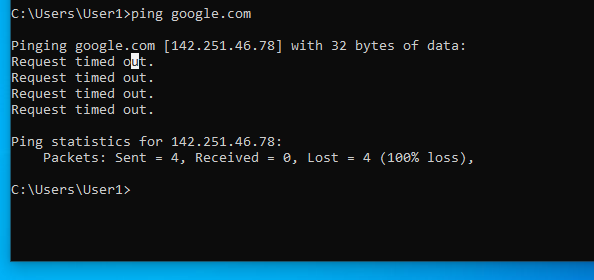 C:\Users\User1>ping google.com
Pinging google.com [142.251.46.78] with 32 bytes of data:
Request timed out.
Request timed out.
Request timed out.
Request timed out.
Ping statistics for 142.251.46.78:
    Packets: Sent = 4, Received = 0, Lost = 4 (100% loss),
C:\Users\User1>